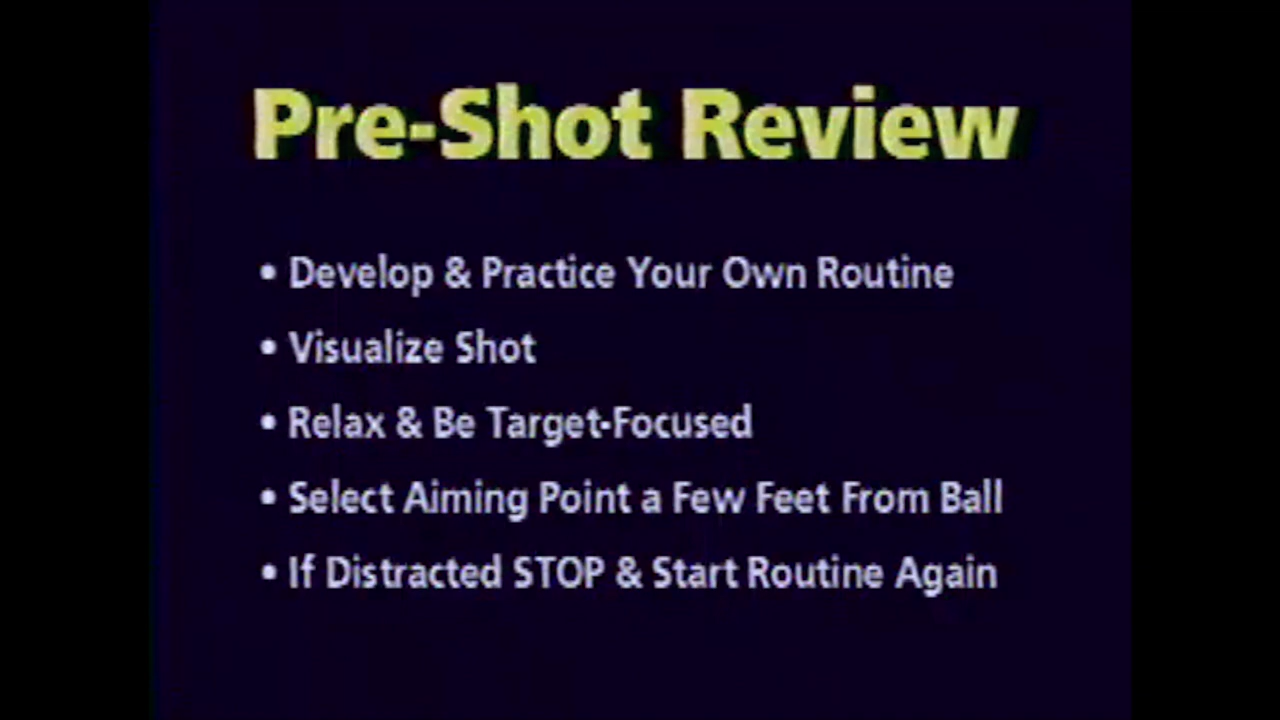 Pre-Shot Review
• Develop & Practice Your Own Routine
• Visualize Shot
• Relax & Be Target-Focused
• Select Aiming Point a Few Feet From Ball
• If Distracted STOP & Start Routine Again